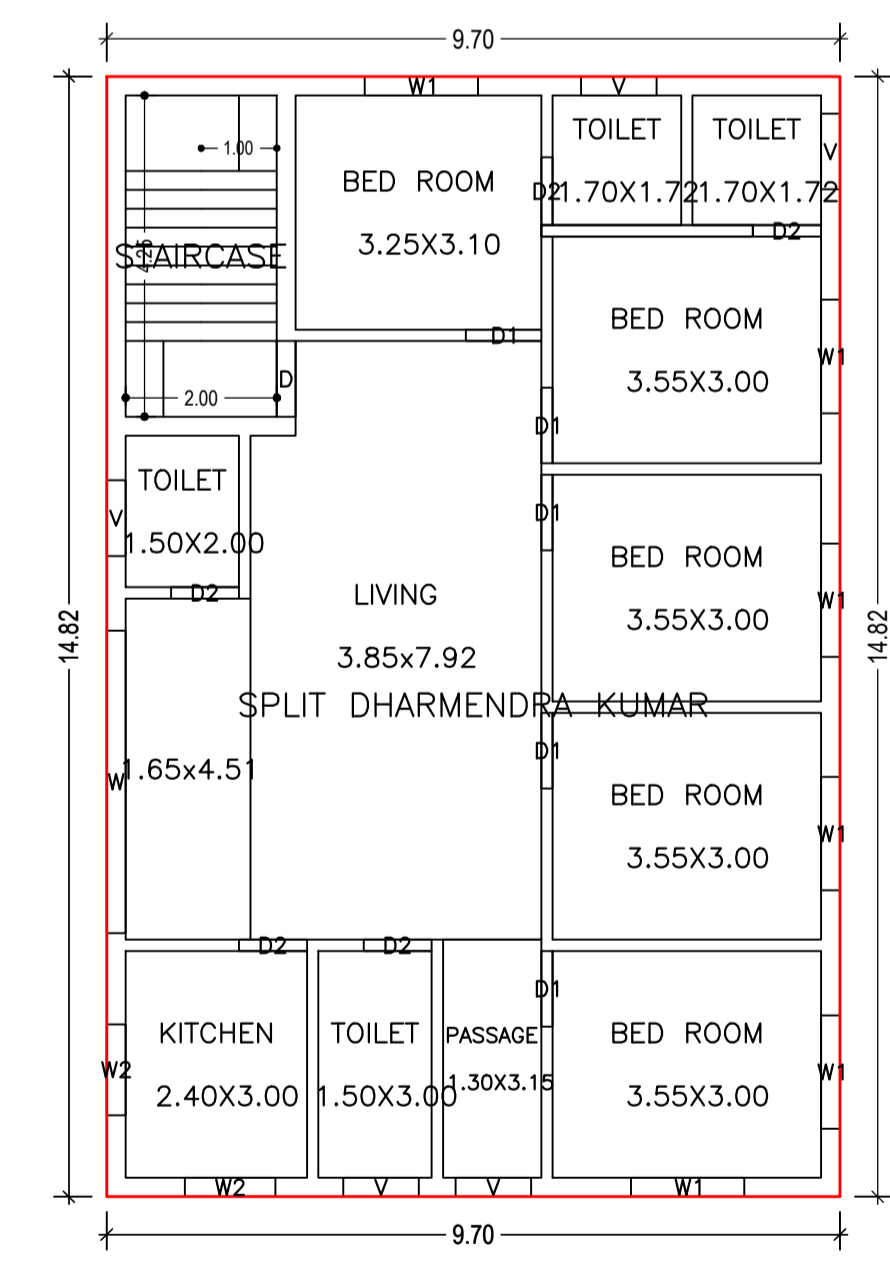 9.70
W1
V
TOILET
TOILET
1.00
V
BED ROOM
D2
1.70X1.72
1.70X1.72
D2
3.25X3.10
STAIRCASE
4.25
BED ROOM
D1
W1
D
3.55X3.00
2.00
D1
TOILET
V
D1
1.50X2.00
BED ROOM
D2
LIVING
W1
14.82
3.55X3.00
14.82
3.85x7.92
SPLIT DHARMENDRA KUMAR
D1
W
1.65x4.51
BED ROOM
W1
3.55X3.00
D2
D2
D1
KITCHEN
TOILET
PASSAGE
BED ROOM
W2
1.30X3.15
W1
2.40X3.00
1.50X3.00
3.55X3.00
W2
V
V
W1
9.70